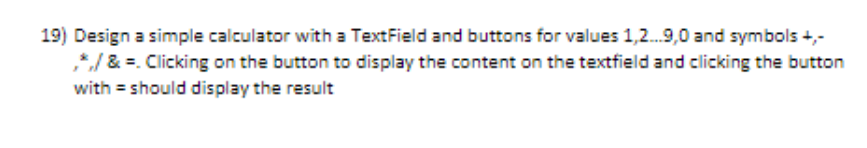 19) Design a simple calculator with a TextField and buttons for values 1,2...9,0 and symbols +,-
,*,/ & =. Clicking on the button to display the content on the textfield and clicking the button
with = should display the result